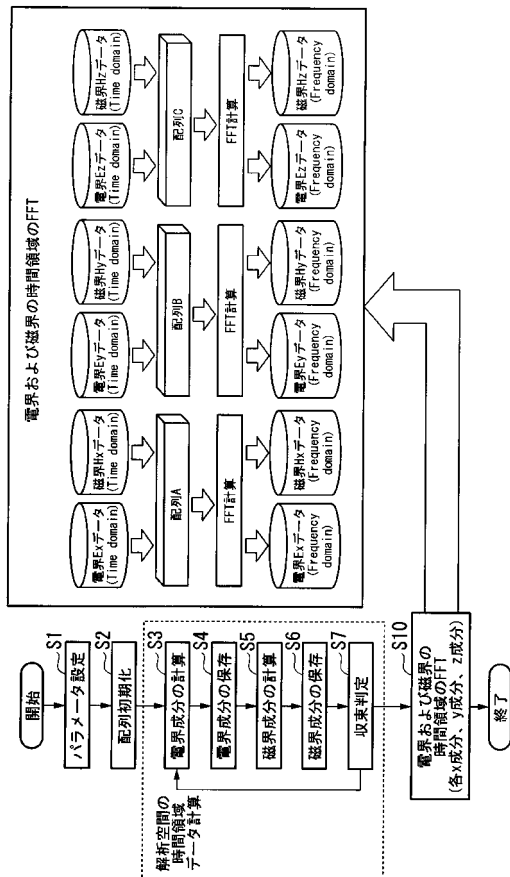 開始
S1
パラメータ設定
S2
配列初期化
解析空間の
時間領域
データ計算
S3
電界成分の計算
S4
電界成分の保存
S5
磁界成分の計算
S6
磁界成分の保存
S7
収束判定
S10
電界および磁界の
時間領域のFFT
(各x成分、y成分、z成分)
終了
電界および磁界の時間領域のFFT
電界Exデータ
(Time domain)
磁界Hxデータ
(Time domain)
配列A
FFT計算
電界Exデータ
(Frequency
domain)
磁界Hxデータ
(Frequency
domain)
電界Eyデータ
(Time domain)
磁界Hyデータ
(Time domain)
配列B
FFT計算
電界Eyデータ
(Frequency
domain)
磁界Hyデータ
(Frequency
domain)
電界Ezデータ
(Time domain)
磁界Hzデータ
(Time domain)
配列C
FFT計算
電界Ezデータ
(Frequency
domain)
磁界Hzデータ
(Frequency
domain)